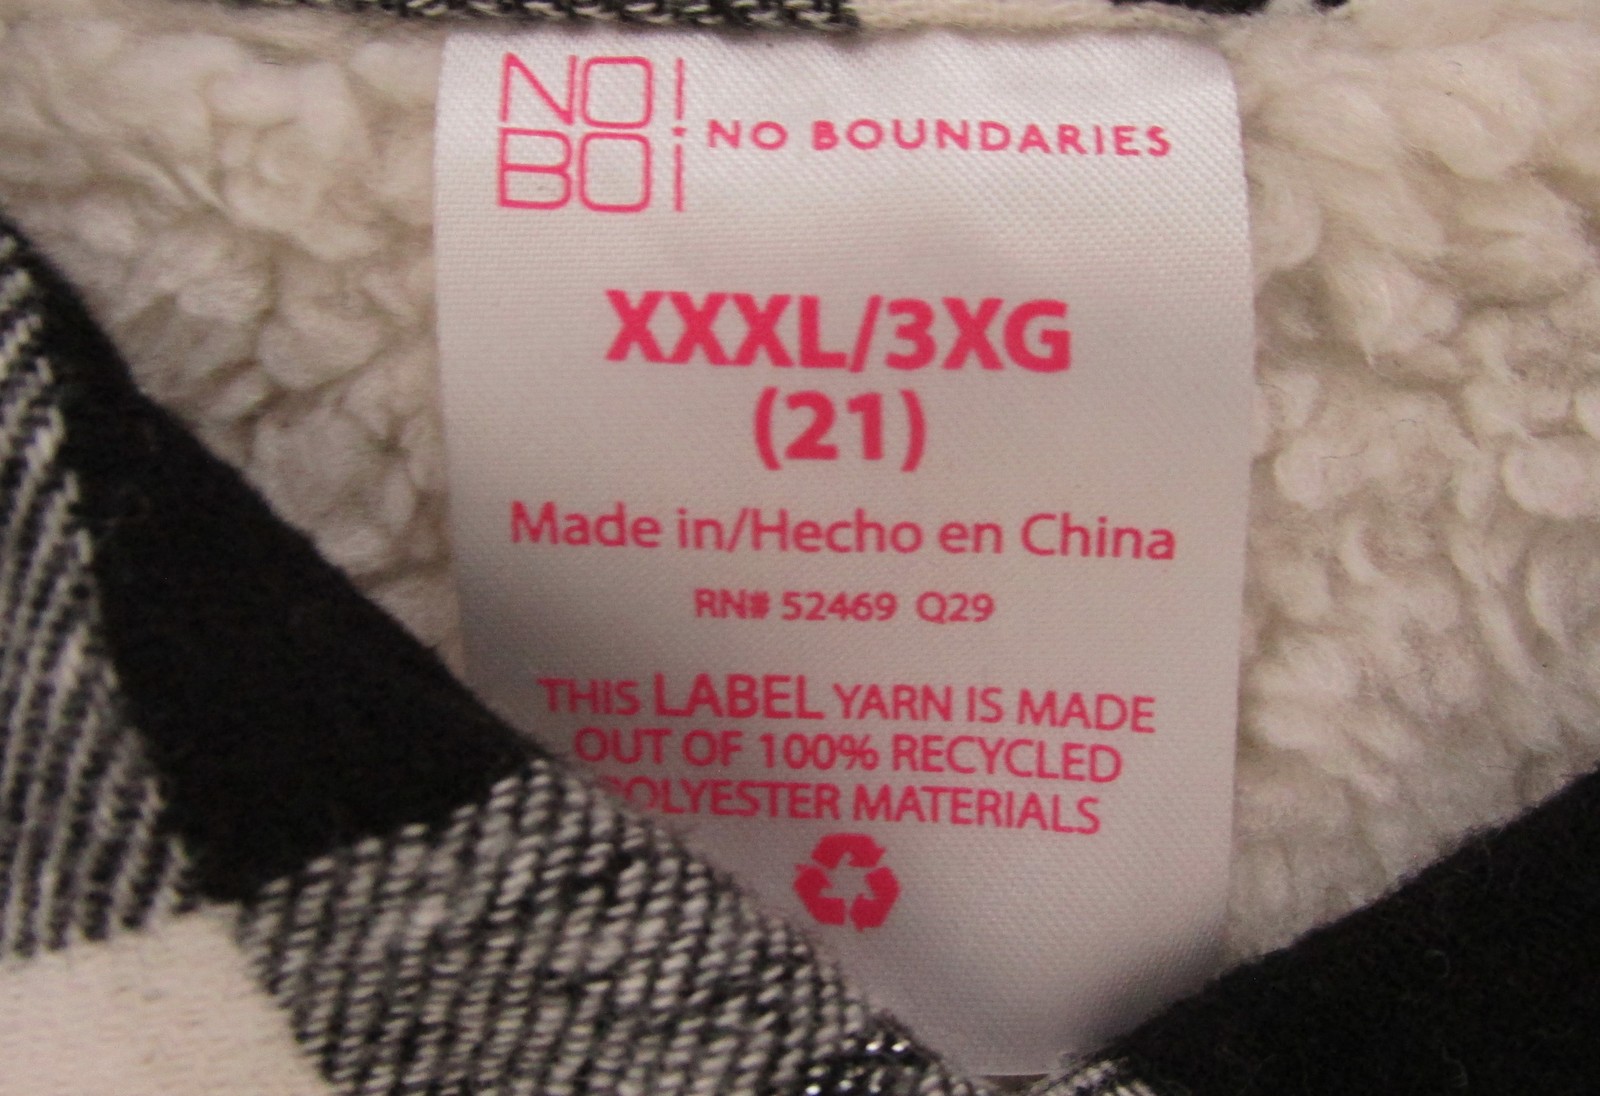 NO
BO
NO BOUNDARIES
XXXL/3XG
(21)
Made in/Hecho en China
RN# 52469 Q29
THIS LABEL YARN IS MADE
OUT OF 100% RECYCLED
POLYESTER MATERIALS